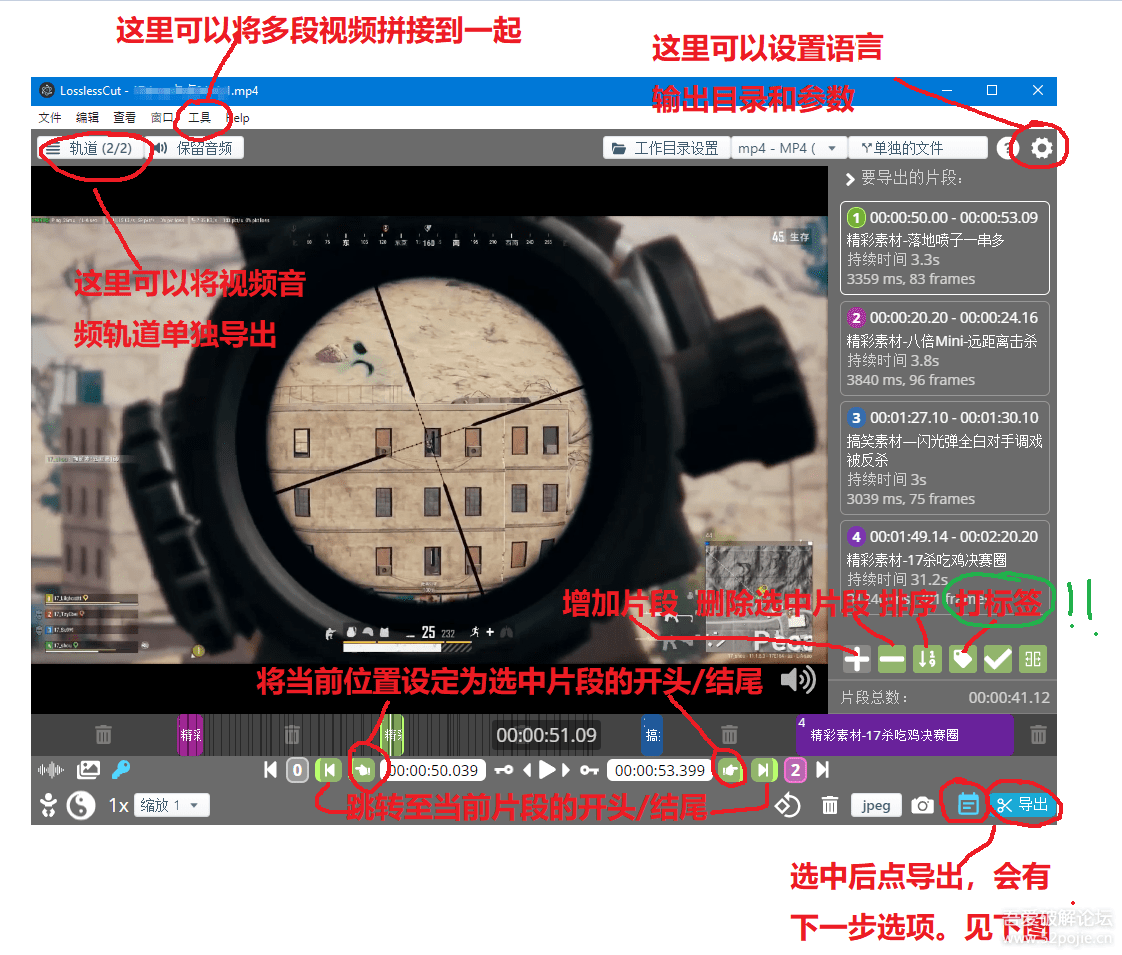 这里可以将多段视频拼接到一起
这里可以设置语言
输出目录和参数
LosslessCut -
.mp4
文件 编辑 查看 窗口 工具 Help
轨道 (2/2) 保留音频 工作目录设置 mp4 - MP4 ( 单独的文件 ?
要导出的片段:
1 00:00:50.00 - 00:00:53.09
精彩素材-落地喷子一串多
持续时间 3.3s
3359 ms, 83 frames
2 00:00:20.20 - 00:00:24.16
精彩素材-八倍Mini-远距离击杀
持续时间 3.8s
3840 ms, 96 frames
3 00:01:27.10 - 00:01:30.10
搞笑素材—闪光弹全白对手调戏
被反杀
持续时间 3s
3039 ms, 75 frames
4 00:01:49.14 - 00:02:20.20
精彩素材-17杀吃鸡决赛圈
持续时间 31.2s
45 生存
这里可以将视频音
频轨道单独导出
25 232
增加片段 删除选中片段 排序 打标签 !!
将当前位置设定为选中片段的开头/结尾
片段总数: 00:00:41.12
精彩
精彩
00:00:51.09
搞:
4
精彩素材-17杀吃鸡决赛圈
0 00:00:50.039 00:00:53.399 2
跳转至当前片段的开头/结尾
1x 缩放 1 jpeg 导出
选中后点导出，会有
下一步选项。见下图
吾爱破解论坛
www.52pojie.cn